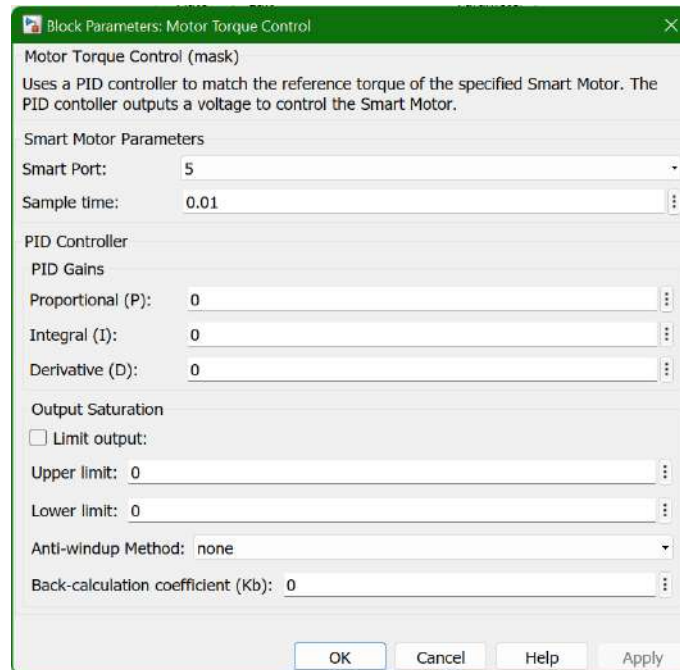 Block Parameters: Motor Torque Control
Motor Torque Control (mask)
Uses a PID controller to match the reference torque of the specified Smart Motor. The
PID contoller outputs a voltage to control the Smart Motor.
Smart Motor Parameters
Smart Port: 5
Sample time: 0.01
PID Controller
PID Gains
Proportional (P): 0
Integral (I): 0
Derivative (D): 0
Output Saturation
Limit output:
Upper limit: 0
Lower limit: 0
Anti-windup Method: none
Back-calculation coefficient (Kb): 0
OK Cancel Help Apply